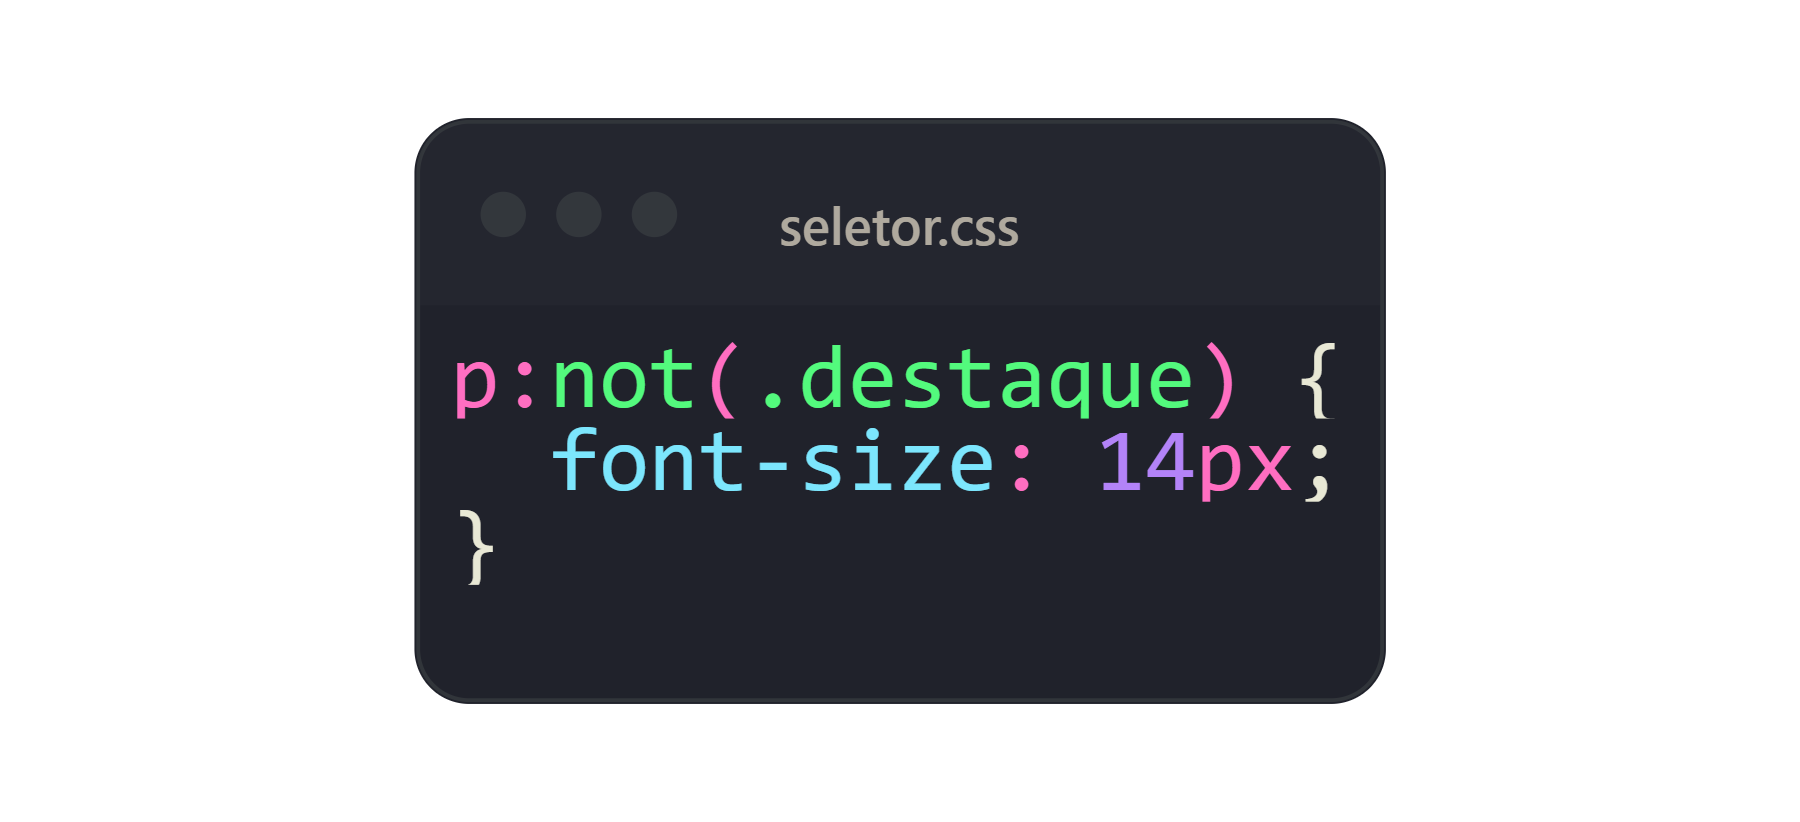 seletor.css
p:not(.destaque) {
  font-size: 14px;
}